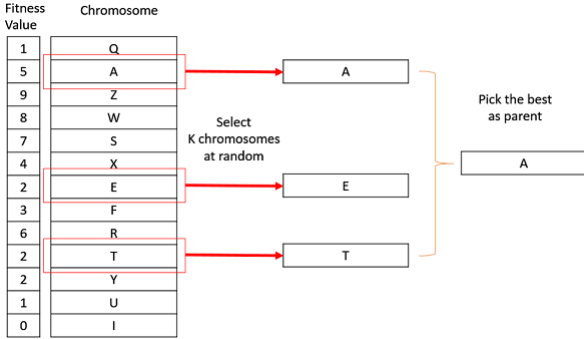 Fitness
Value
Chromosome
1 Q
5 A
9 Z
8 W
7 S
4 X
2 E
3 F
6 R
2 T
2 Y
1 U
0 I
Select
K chromosomes
at random
A
E
T
Pick the best
as parent
A